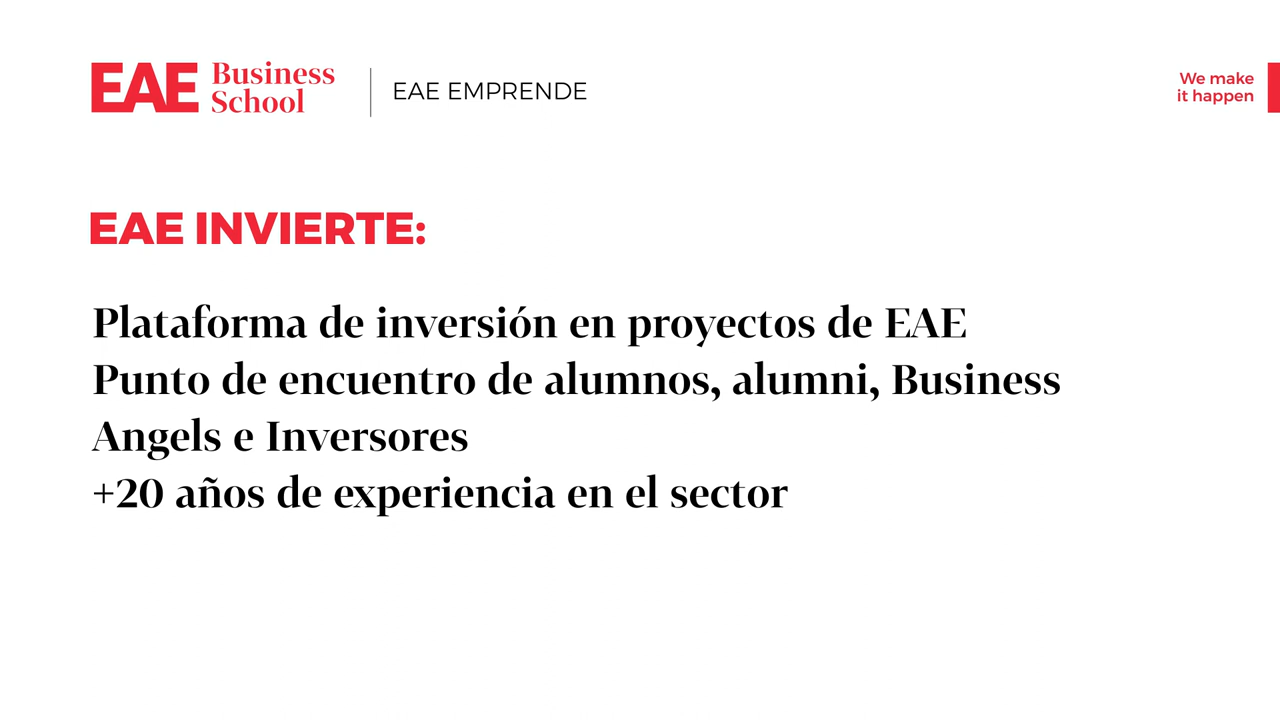 EAE Business School
EAE EMPRENDE
We make
it happen
EAE INVIERTE:
Plataforma de inversión en proyectos de EAE
Punto de encuentro de alumnos, alumni, Business
Angels e Inversores
+20 años de experiencia en el sector